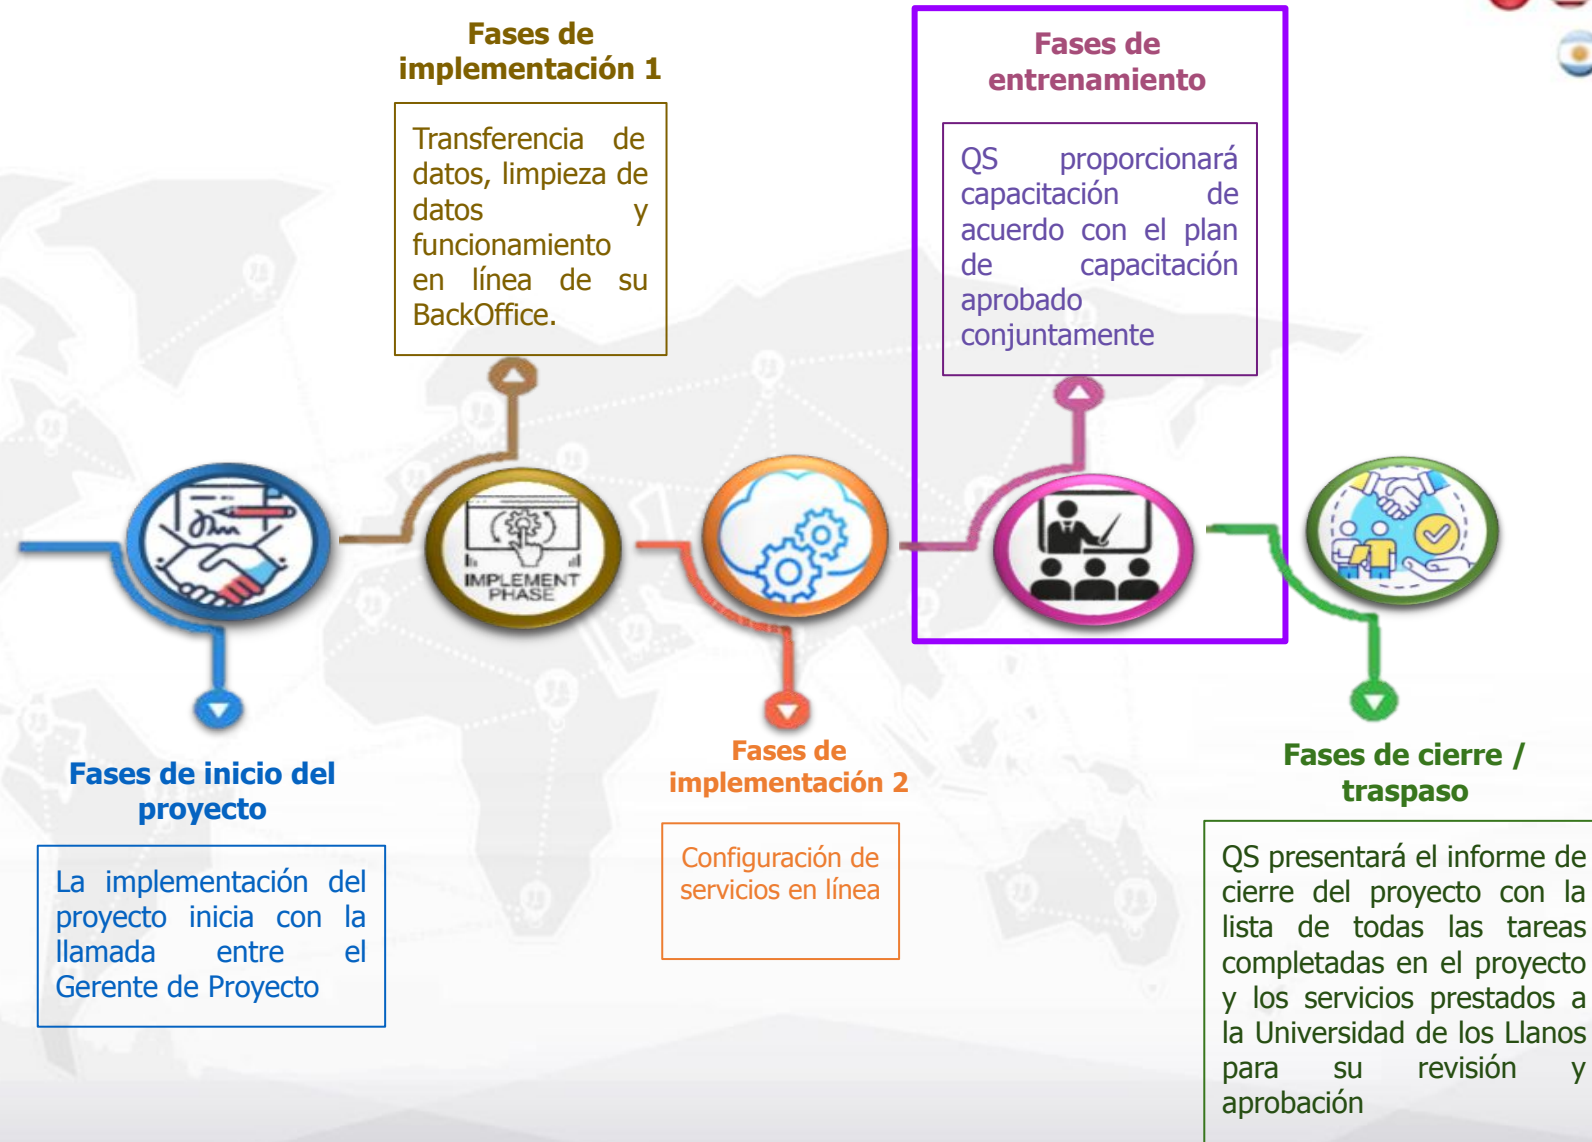 Fases de
implementación 1
Transferencia de
datos, limpieza de
datos y
funcionamiento
en línea de su
BackOffice.
Fases de
entrenamiento
QS proporcionará
capacitación de
acuerdo con el plan
de capacitación
aprobado
conjuntamente
IMPLEMENT
PHASE
Fases de inicio del
proyecto
La implementación del
proyecto inicia con la
llamada entre el
Gerente de Proyecto
Fases de
implementación 2
Configuración de
servicios en línea
Fases de cierre /
traspaso
QS presentará el informe de
cierre del proyecto con la
lista de todas las tareas
completadas en el proyecto
y los servicios prestados a
la Universidad de los Llanos
para su revisión y
aprobación